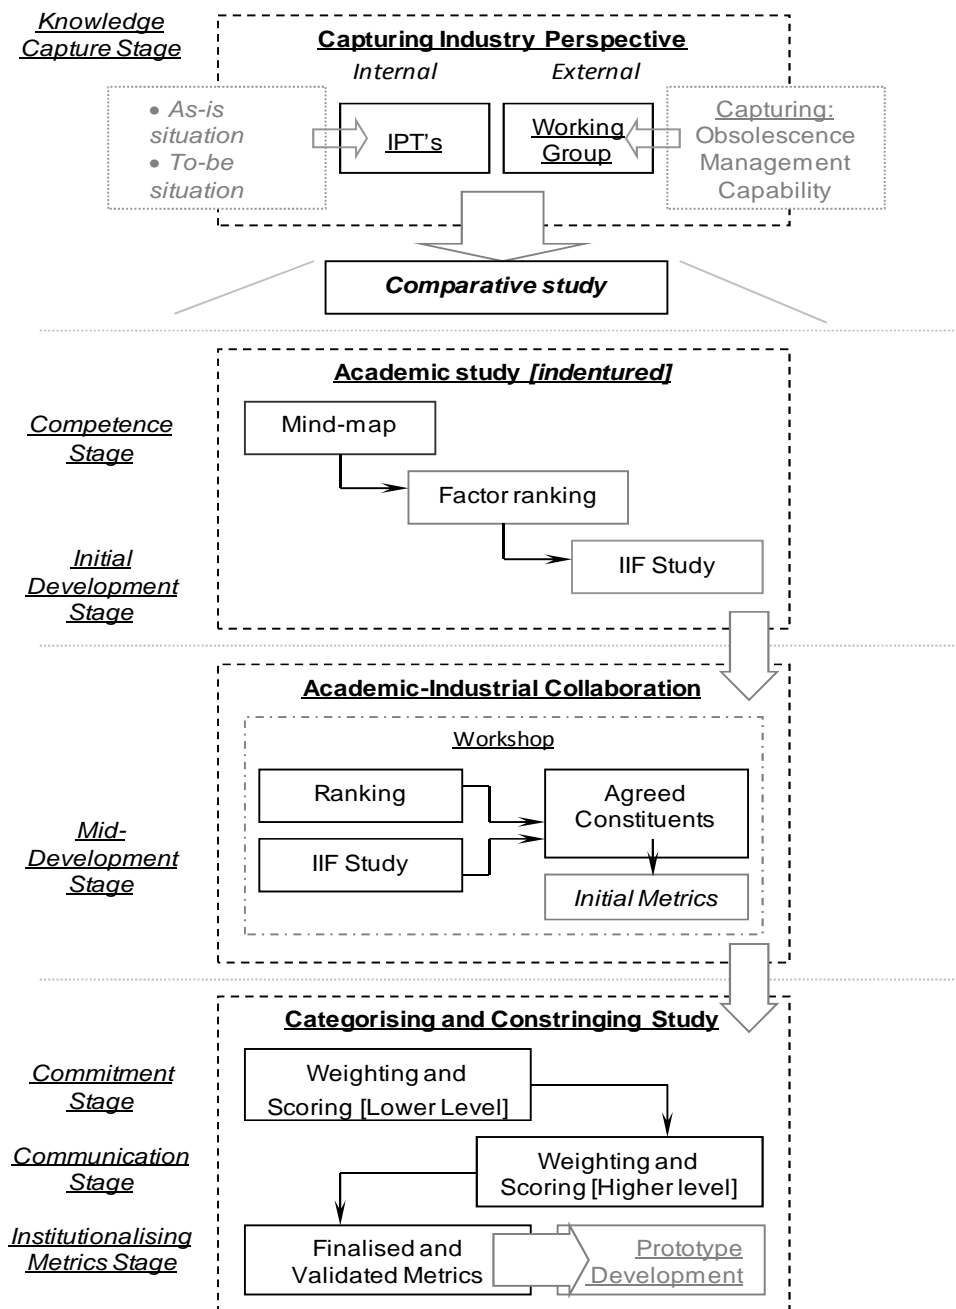 Knowledge
Capture Stage
Capturing Industry Perspective
Internal
External
• As-is
situation
• To-be
situation
IPT's
Working
Group
Capturing:
Obsolescence
Management
Capability
Comparative study
Academic study [indentured]
Competence
Stage
Mind-map
Factor ranking
Initial
Development
Stage
IIF Study
Academic-Industrial Collaboration
Workshop
Mid-
Development
Stage
Ranking
IIF Study
Agreed
Constituents
Initial Metrics
Categorising and Constringing Study
Commitment
Stage
Weighting and
Scoring [Lower Level]
Communication
Stage
Weighting and
Scoring [Higher level]
Institutionalising
Metrics Stage
Finalised and
Validated Metrics
Prototype
Development